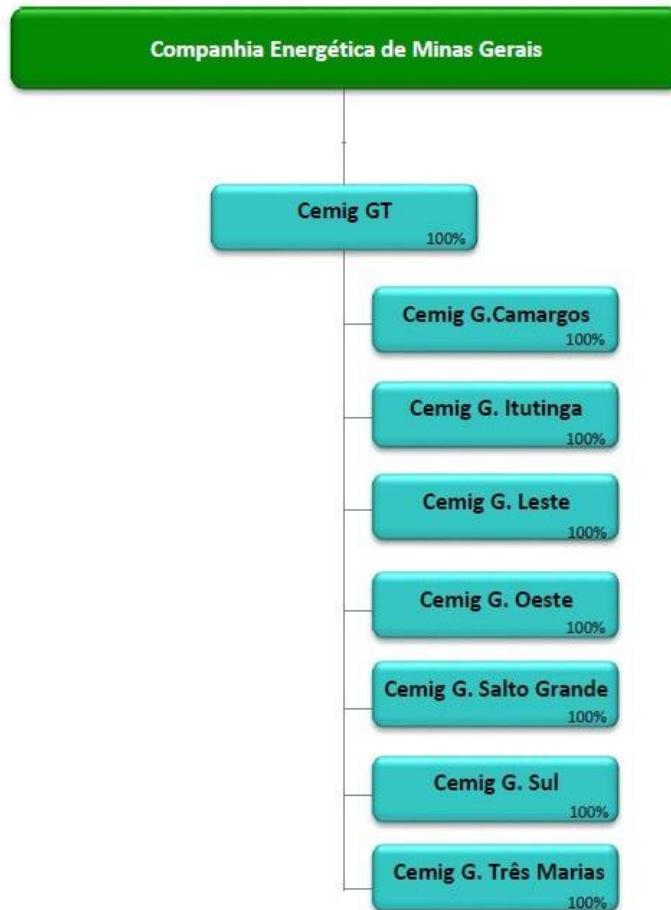 Companhia Energética de Minas Gerais
Cemig GT
100%
Cemig G.Camargos
100%
Cemig G. Itutinga
100%
Cemig G. Leste
100%
Cemig G. Oeste
100%
Cemig G. Salto Grande
100%
Cemig G. Sul
100%
Cemig G. Três Marias
100%